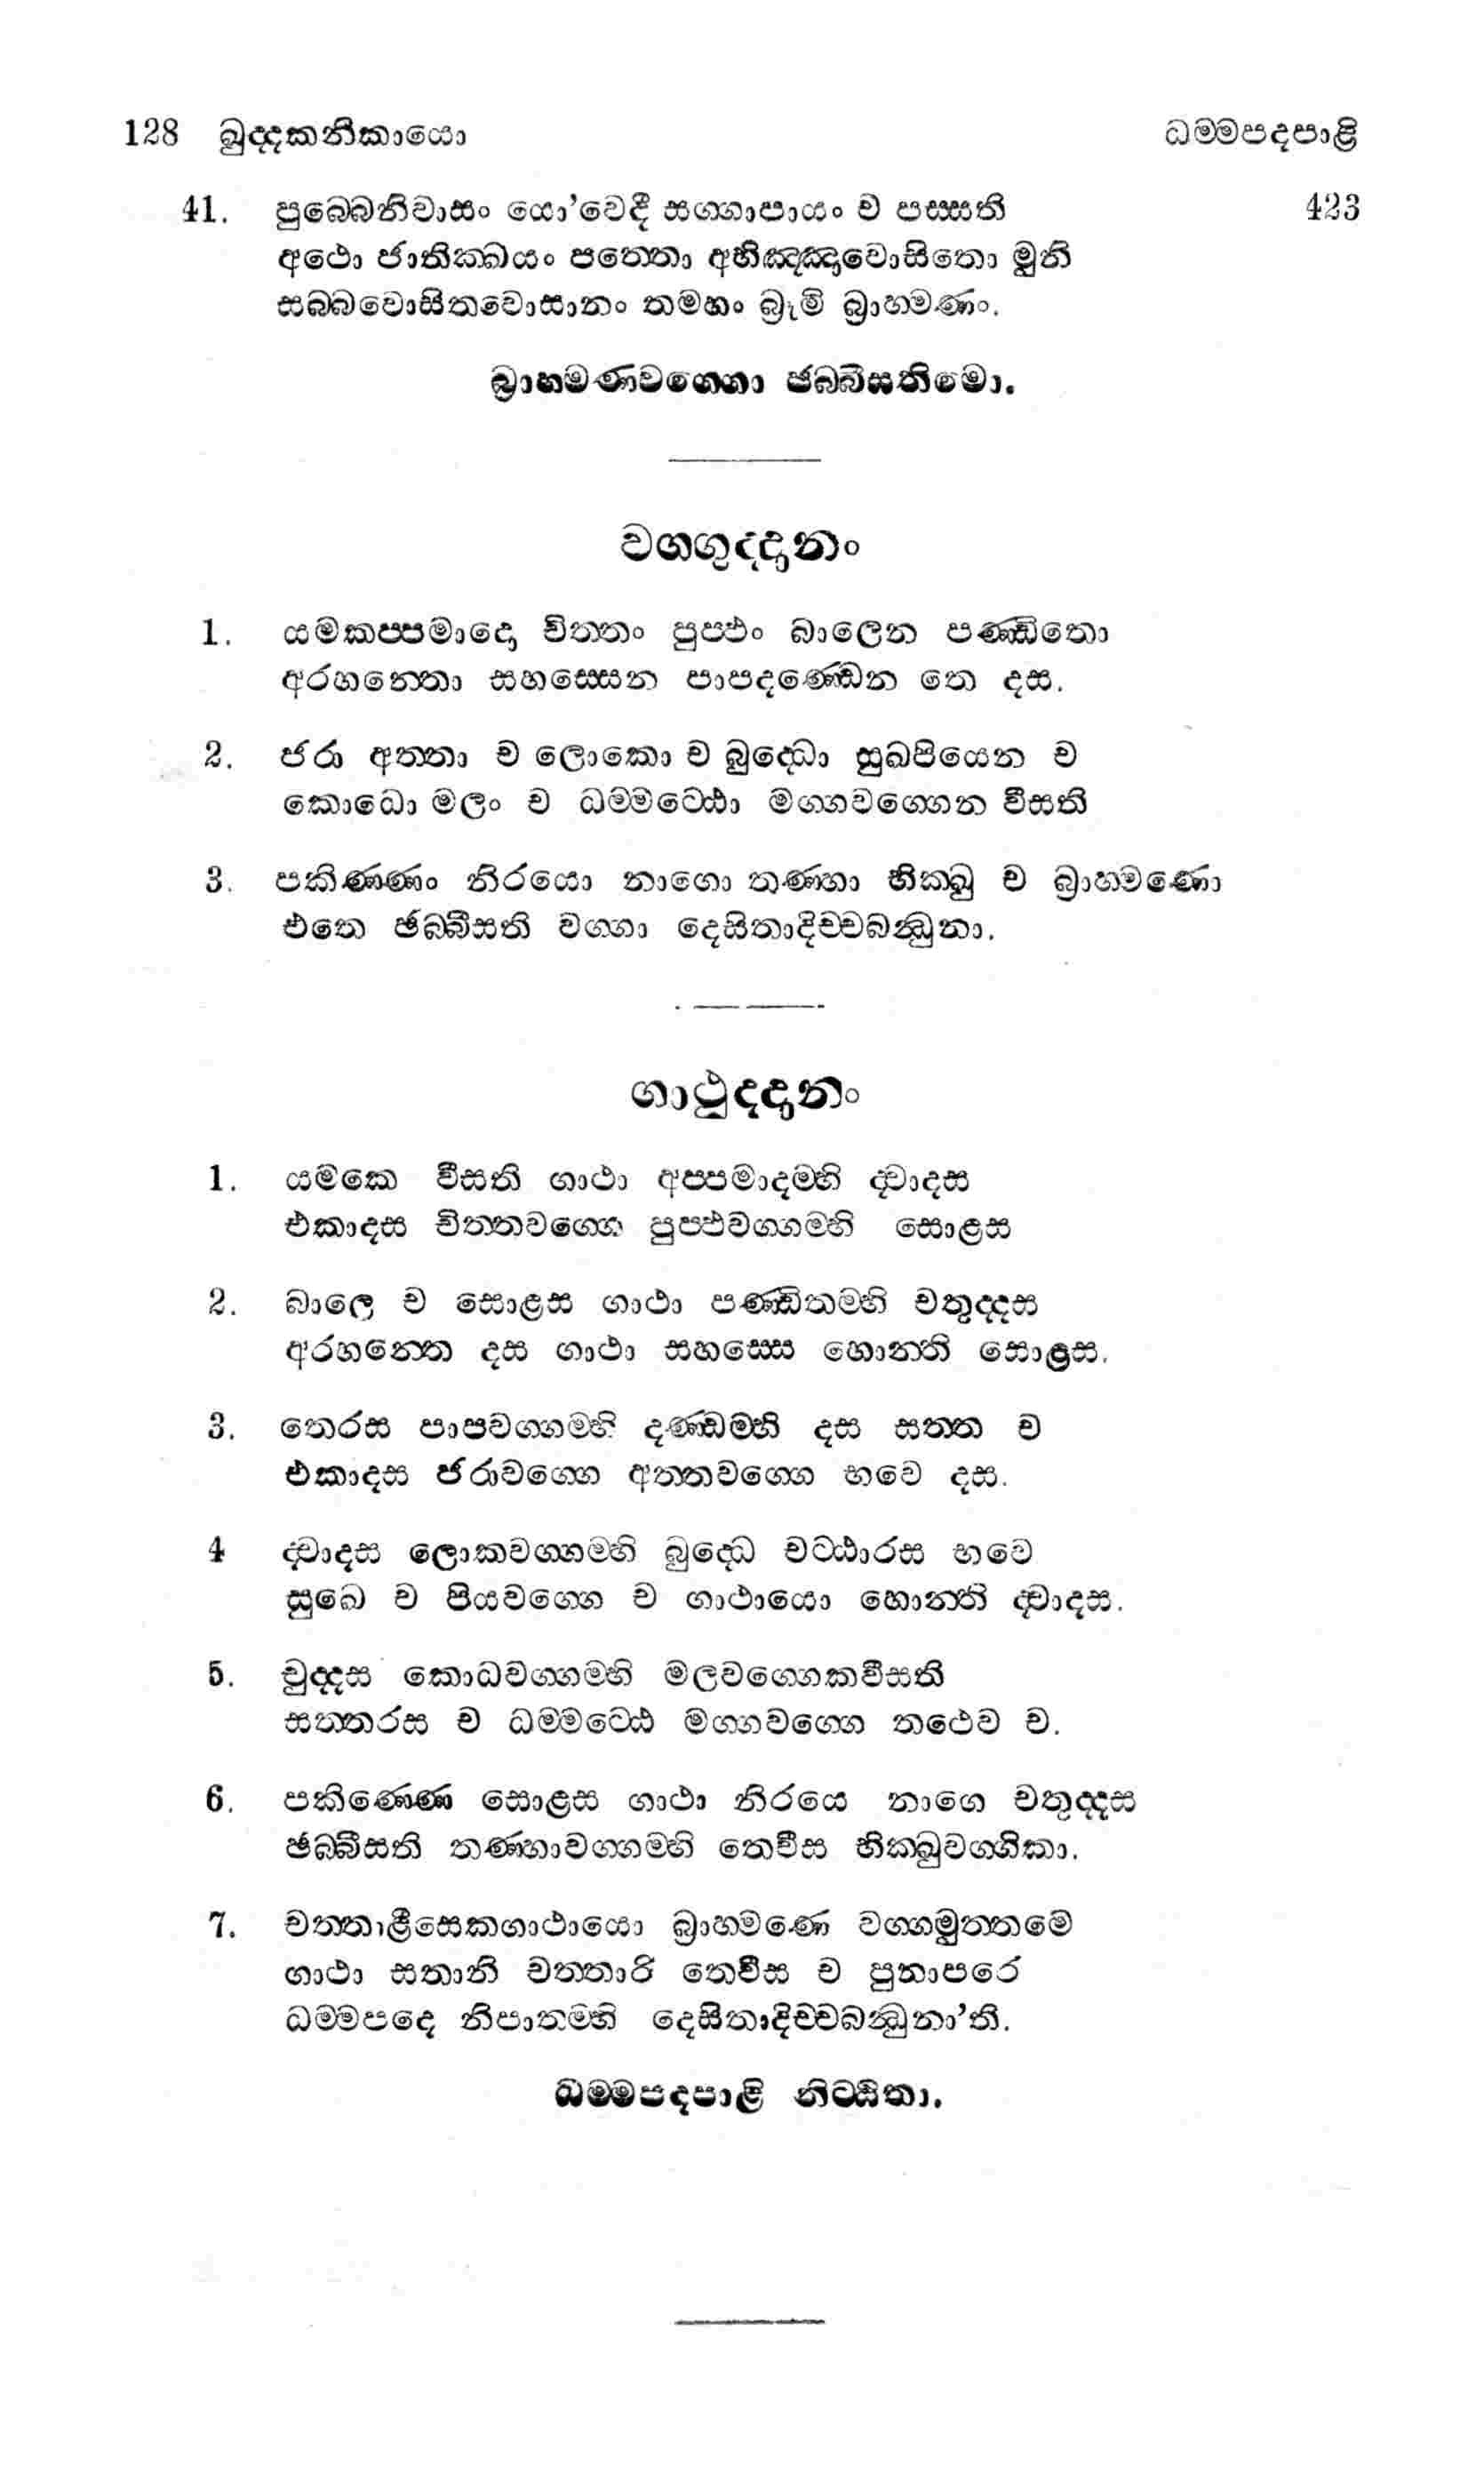 128 ඛුද්දකනිකායො ධම්මපදපාළි
41. පුබ්බෙනිවාසං යො’වෙදී සග්ගාපායං ච පස්සති 423
අථො ජාතික්ඛයං පත්තො අභිඤ්ඤාවොසිතො මුනි
සබ්බවොසිතවොසානං තමහං බ්‍රූමි බ්‍රාහ්මණං.
බ්‍රාහ්මණවග්ගො ඡබ්බීසතිමො.
වග්ගුද්දානං
1. යමකප්පමාදො චිත්තං පුප්ඵං බාලෙන පණ්ඩිතො
අරහන්තො සහස්සෙන පාපදණ්ඩෙන තෙ දස.
2. ජරා අත්තා ච ලොකො ච බුද්ධො සුඛපියෙන ච
කොධො මලං ච ධම්මට්ඨො මග්ගවග්ගෙන වීසති
3. පකිණ්ණං නිරයො නාගො තණ්හා භික්ඛු ච බ්‍රාහ්මණො
එතෙ ඡබ්බීසති වග්ගා දෙසිතාදිච්චබන්ධුනා.
ගාථුද්දානං
1. යමකෙ වීසති ගාථා අප්පමාදම්හි ද්වාදස
එකාදස චිත්තවග්ගෙ පුප්ඵවග්ගම්හි සොළස
2. බාලෙ ච සොළස ගාථා පණ්ඩිතම්හි චතුද්දස
අරහන්තෙ දස ගාථා සහස්සෙ හොන්ති සොළස.
3. තෙරස පාපවග්ගම්හි දණ්ඩම්හි දස සත්ත ච
එකාදස ජරාවග්ගෙ අත්තවග්ගෙ භවෙ දස.
4 ද්වාදස ලොකවග්ගම්හි බුද්ධෙ චට්ඨාරස භවෙ
සුඛෙ ච පියවග්ගෙ ච ගාථායො හොන්ති ද්වාදස.
5. චුද්දස කොධවග්ගම්හි මලවග්ගෙකවීසති
සත්තරස ච ධම්මට්ඨෙ මග්ගවග්ගෙ තථෙව ච.
6. පකිණ්ණෙ සොළස ගාථා නිරයෙ නාගෙ චතුද්දස
ඡබ්බීසති තණ්හාවග්ගම්හි තෙවීස භික්ඛුවග්ගිකා.
7. චත්තාළීසෙකගාථායො බ්‍රාහ්මණෙ වග්ගමුත්තමෙ
ගාථා සතානි චත්තාරි තෙවීස ච පුනාපරෙ
ධම්මපදෙ නිපාතම්හි දෙසිතාදිච්චබන්ධුනා’ති.
ධම්මපදපාළි නිට්ඨිතා.